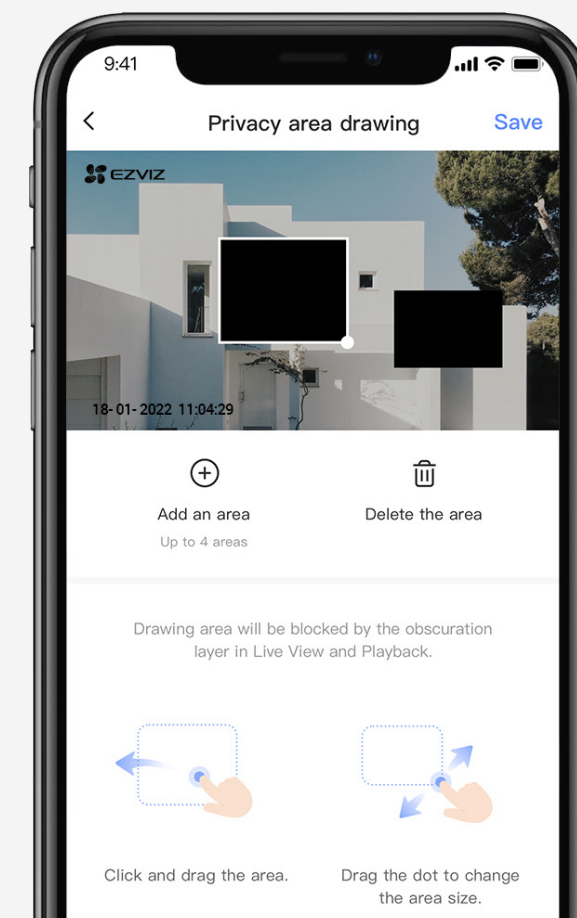 9:41
Privacy area drawing
Save
EZVIZ
18-01-2022 11:04:29
Add an area
Delete the area
Up to 4 areas
Drawing area will be blocked by the obscuration
layer in Live View and Playback.
Click and drag the area.
Drag the dot to change
the area size.